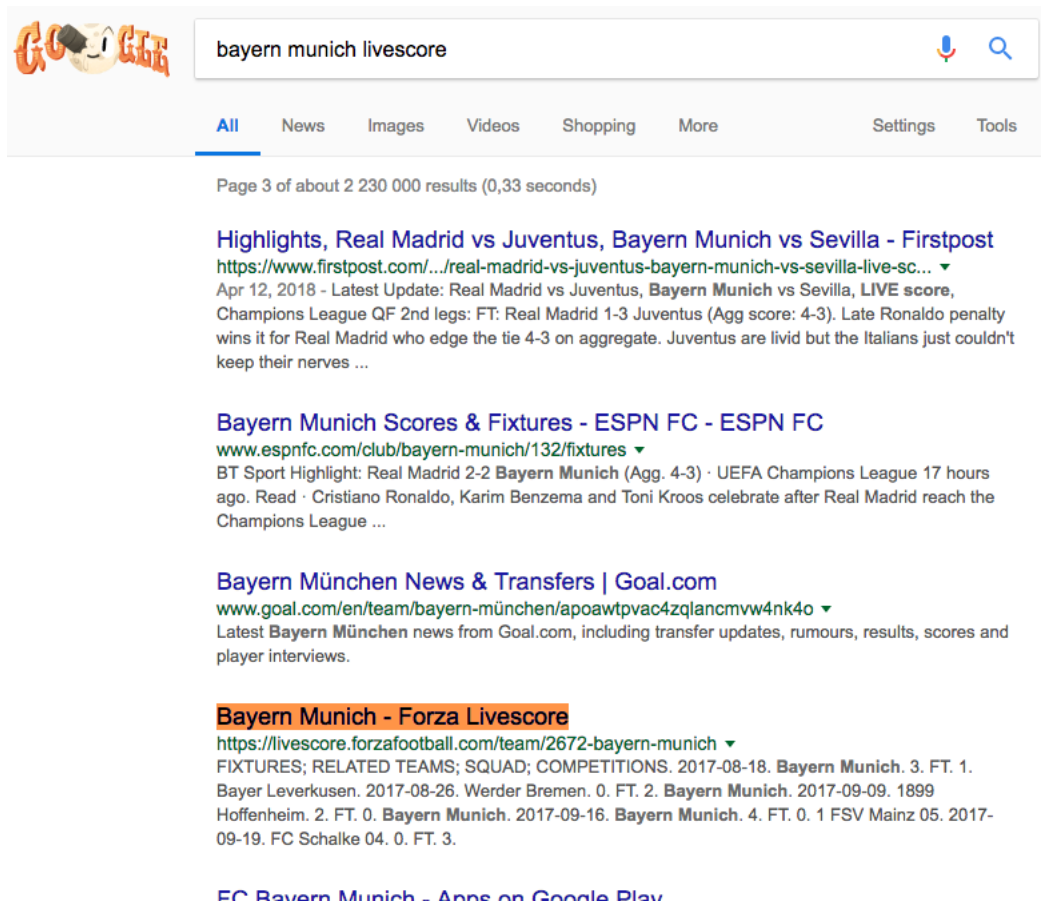 GOOGLE
bayern munich livescore
All News Images Videos Shopping More Settings Tools
Page 3 of about 2 230 000 results (0,33 seconds)
Highlights, Real Madrid vs Juventus, Bayern Munich vs Sevilla - Firstpost
https://www.firstpost.com/.../real-madrid-vs-juventus-bayern-munich-vs-sevilla-live-sc...
Apr 12, 2018 - Latest Update: Real Madrid vs Juventus, Bayern Munich vs Sevilla, LIVE score,
Champions League QF 2nd legs: FT: Real Madrid 1-3 Juventus (Agg score: 4-3). Late Ronaldo penalty
wins it for Real Madrid who edge the tie 4-3 on aggregate. Juventus are livid but the Italians just couldn't
keep their nerves ...
Bayern Munich Scores & Fixtures - ESPN FC - ESPN FC
www.espnfc.com/club/bayern-munich/132/fixtures
BT Sport Highlight: Real Madrid 2-2 Bayern Munich (Agg. 4-3) · UEFA Champions League 17 hours
ago. Read · Cristiano Ronaldo, Karim Benzema and Toni Kroos celebrate after Real Madrid reach the
Champions League ...
Bayern München News & Transfers | Goal.com
www.goal.com/en/team/bayern-münchen/apoawtpvac4zqlancmvw4nk4o
Latest Bayern München news from Goal.com, including transfer updates, rumours, results, scores and
player interviews.
Bayern Munich - Forza Livescore
https://livescore.forzafootball.com/team/2672-bayern-munich
FIXTURES; RELATED TEAMS; SQUAD; COMPETITIONS. 2017-08-18. Bayern Munich. 3. FT. 1.
Bayer Leverkusen. 2017-08-26. Werder Bremen. 0. FT. 2. Bayern Munich. 2017-09-09. 1899
Hoffenheim. 2. FT. 0. Bayern Munich. 2017-09-16. Bayern Munich. 4. FT. 0. 1 FSV Mainz 05. 2017-
09-19. FC Schalke 04. 0. FT. 3.
FC Bayern Munich - Apps on Google Play